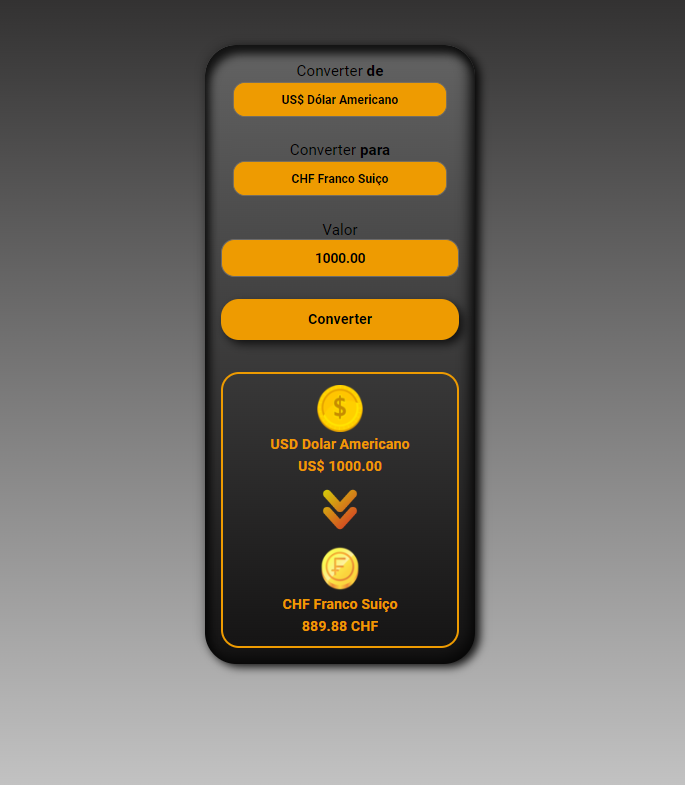 Converter de
US$ Dólar Americano
Converter para
CHF Franco Suiço
Valor
1000.00
Converter
$
USD Dolar Americano
US$ 1000.00
F
CHF Franco Suiço
889.88 CHF